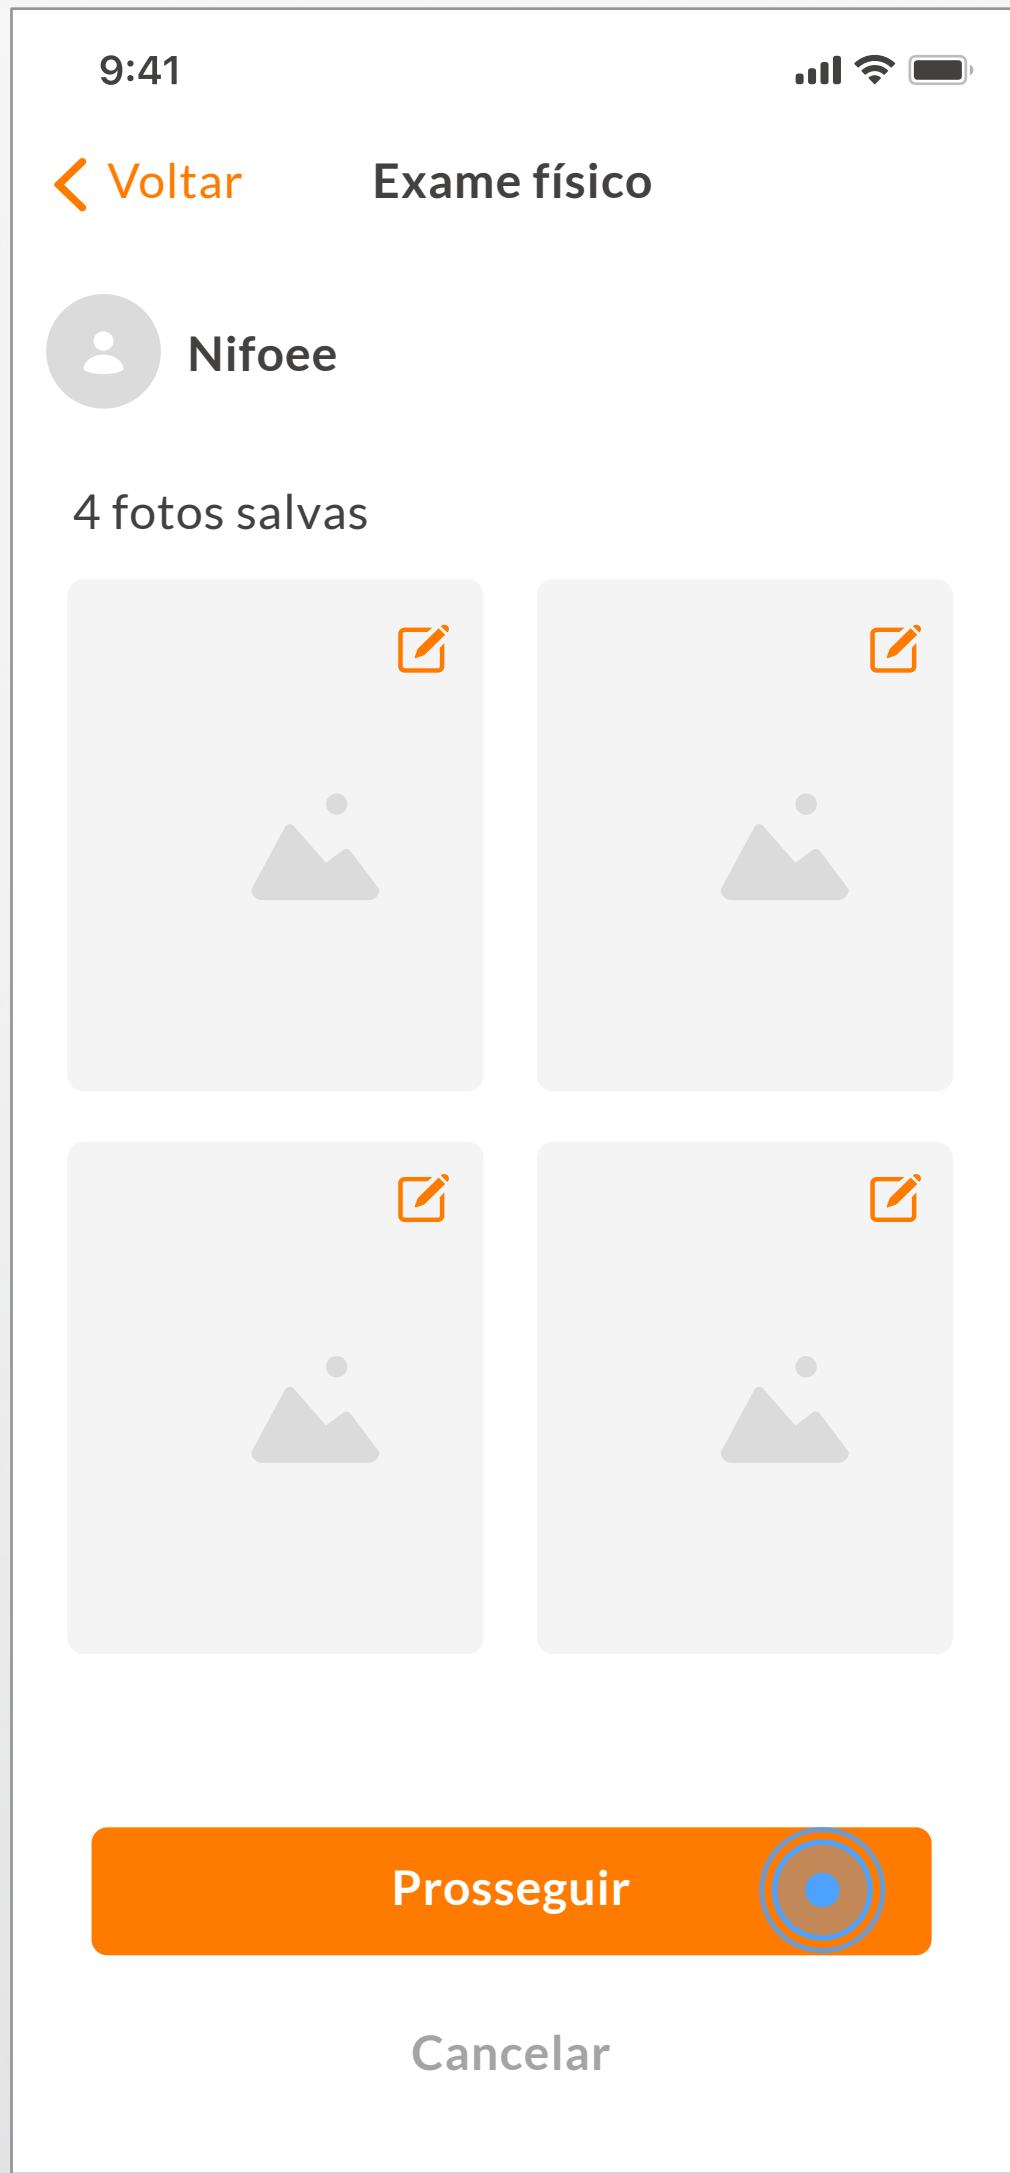 9:41
Voltar
Exame físico
Nifoee
4 fotos salvas
Prosseguir
Cancelar